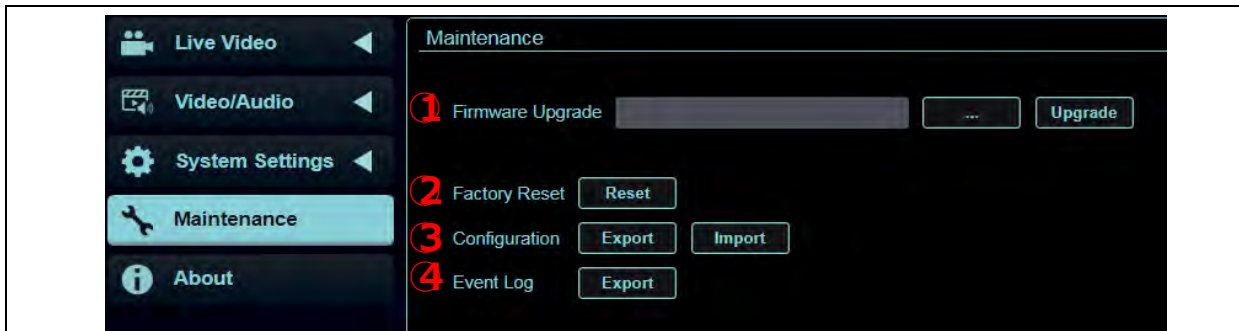 Live Video
Video/Audio
System Settings
Maintenance
About
Maintenance
① Firmware Upgrade ... Upgrade
② Factory Reset Reset
③ Configuration Export Import
④ Event Log Export